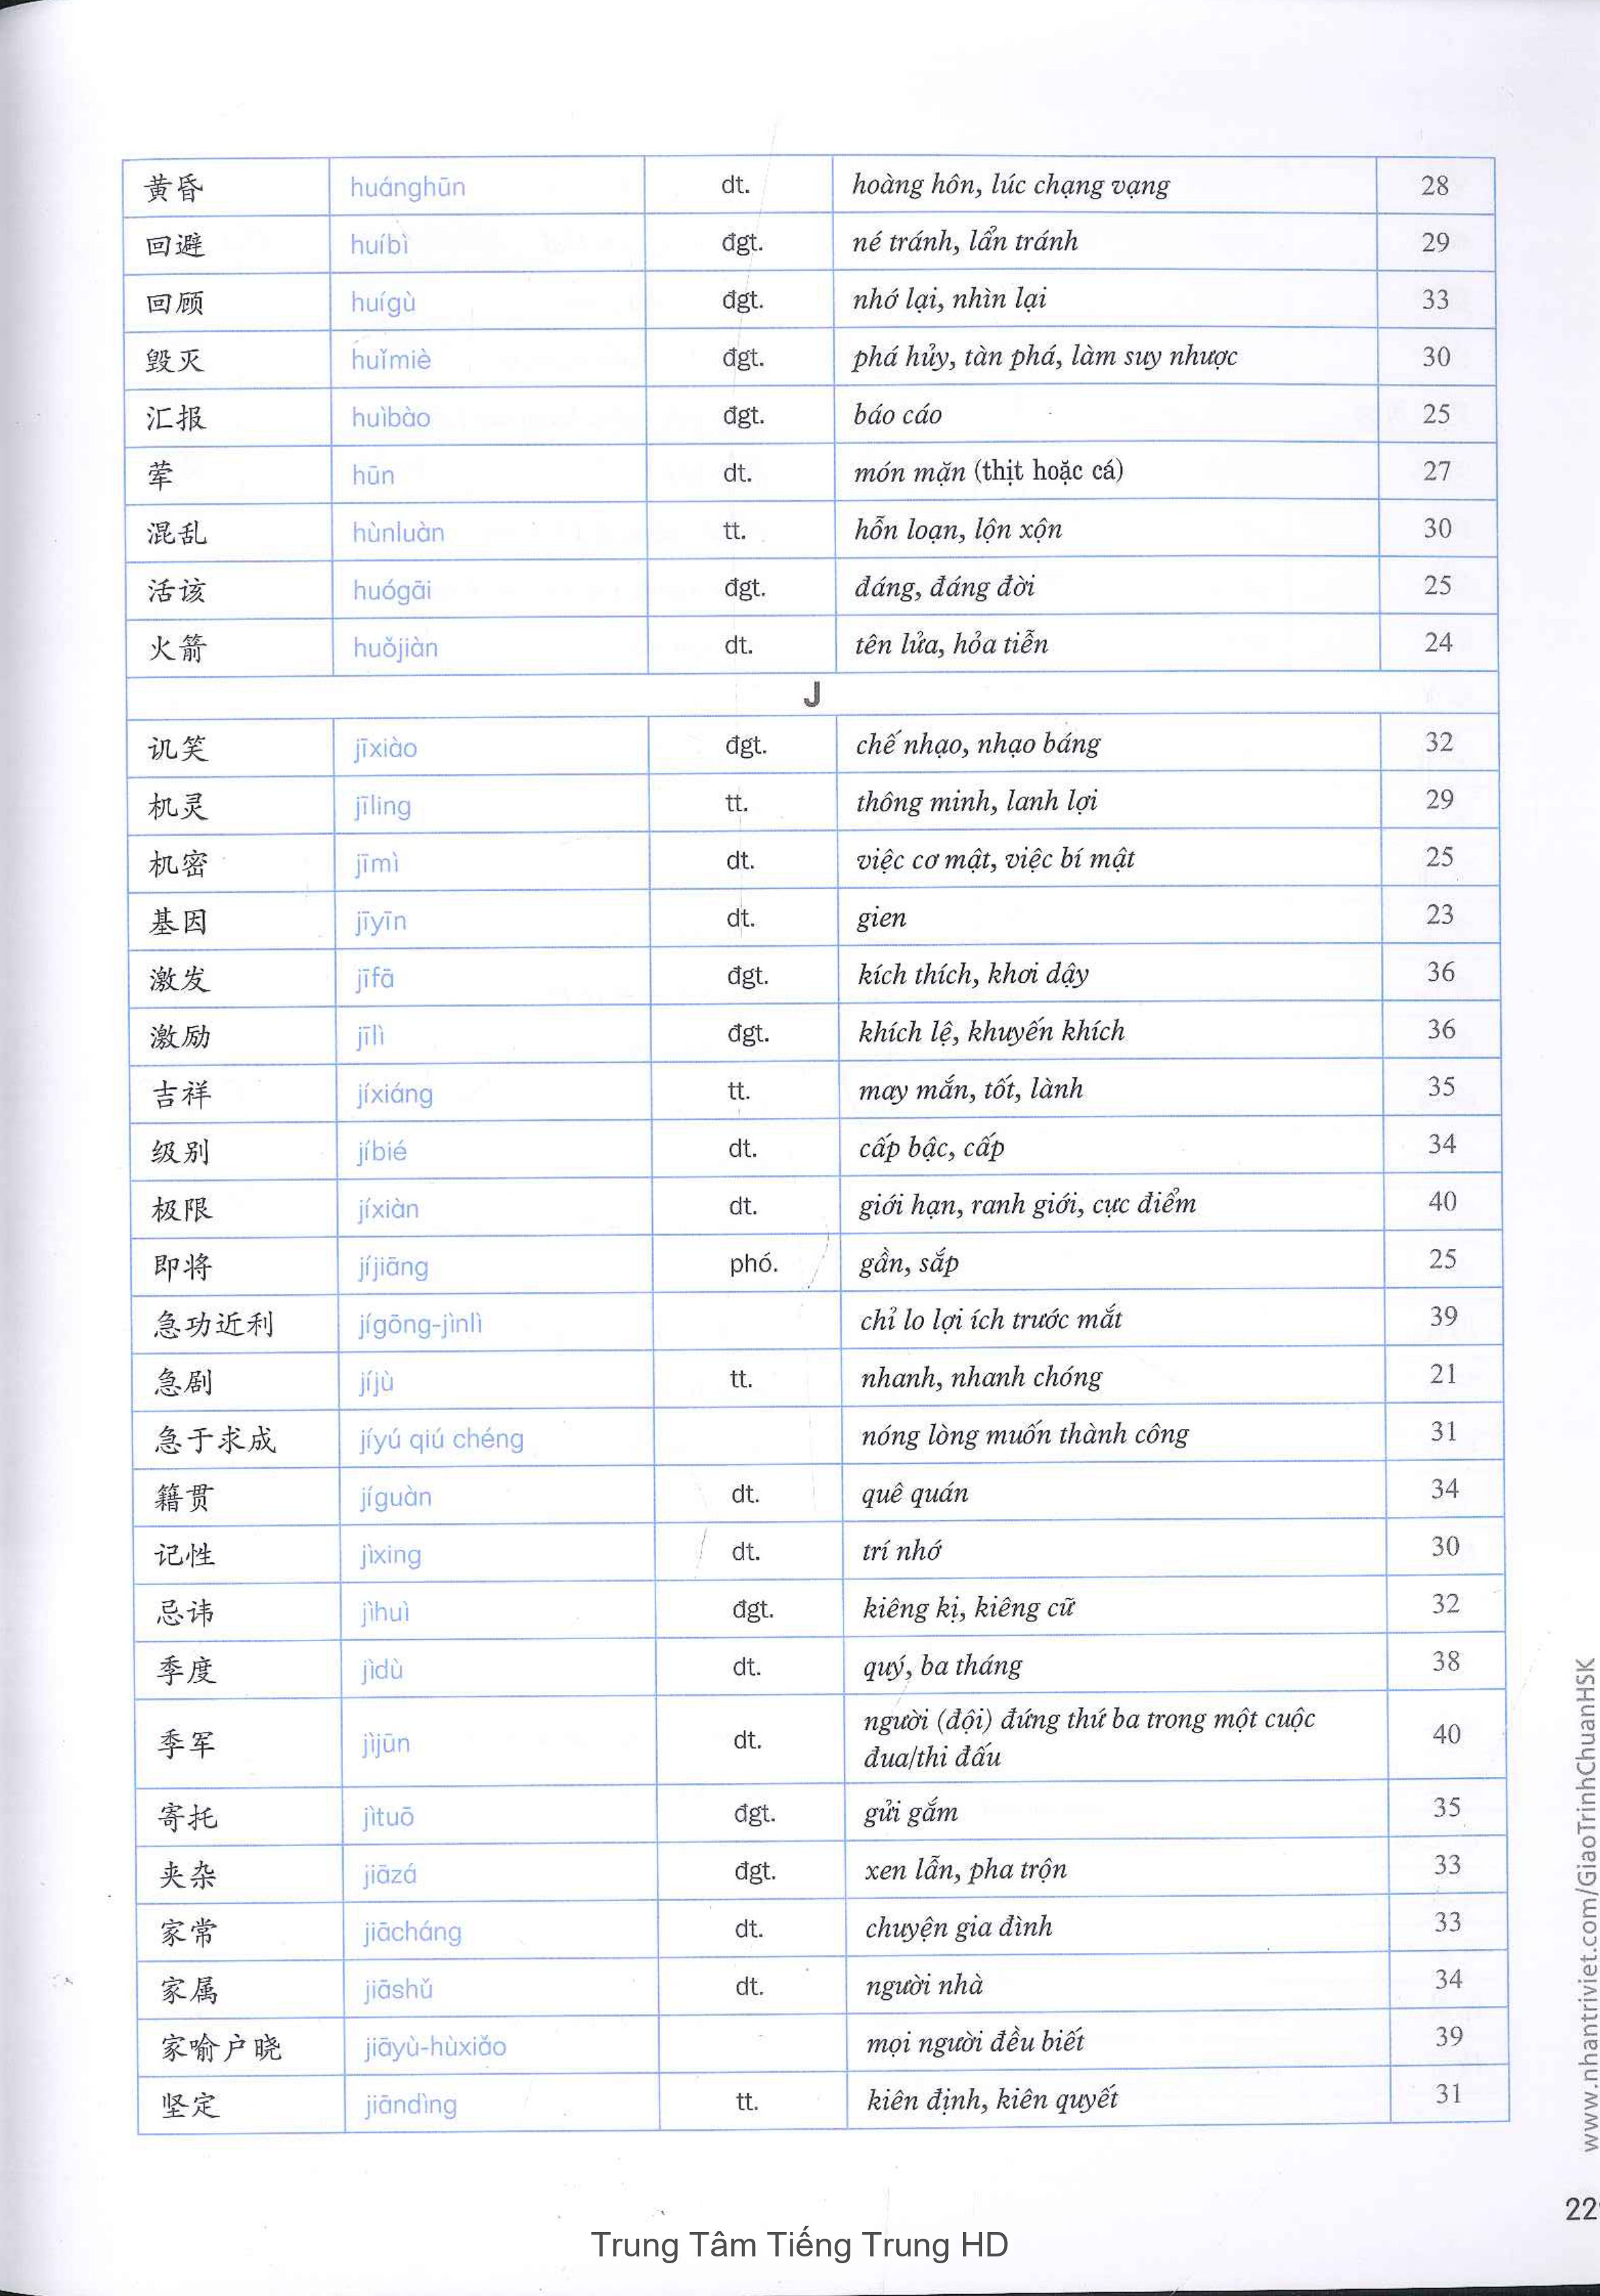 黄昏 huánghūn dt. hoàng hôn, lúc chạng vạng 28
回避 huíbì đgt. né tránh, lẩn tránh 29
回顾 huígù đgt. nhớ lại, nhìn lại 33
毁灭 huǐmiè đgt. phá hủy, tàn phá, làm suy nhược 30
汇报 huìbào đgt. báo cáo 25
荤 hūn dt. món mặn (thịt hoặc cá) 27
混乱 hùnluàn tt. hỗn loạn, lộn xộn 30
活该 huógāi đgt. đáng, đáng đời 25
火箭 huǒjiàn dt. tên lửa, hỏa tiễn 24
J
讥笑 jīxiào đgt. chế nhạo, nhạo báng 32
机灵 jīling tt. thông minh, lanh lợi 29
机密 jīmì dt. việc cơ mật, việc bí mật 25
基因 jīyīn dt. gien 23
激发 jīfā đgt. kích thích, khơi dậy 36
激励 jīlì đgt. khích lệ, khuyến khích 36
吉祥 jíxiáng tt. may mắn, tốt, lành 35
级别 jíbié dt. cấp bậc, cấp 34
极限 jíxiàn dt. giới hạn, ranh giới, cực điểm 40
即将 jíjiāng phó. gần, sắp 25
急功近利 jígōng-jìnlì chỉ lo lợi ích trước mắt 39
急剧 jíjù tt. nhanh, nhanh chóng 21
急于求成 jíyú qiú chéng nóng lòng muốn thành công 31
籍贯 jíguàn dt. quê quán 34
记性 jìxing dt. trí nhớ 30
忌讳 jìhuì đgt. kiêng kị, kiêng cữ 32
季度 jìdù dt. quý, ba tháng 38
季军 jìjūn dt. người (đội) đứng thứ ba trong một cuộc
đua/thi đấu 40
寄托 jìtuō đgt. gửi gắm 35
夹杂 jiāzá đgt. xen lẫn, pha trộn 33
家常 jiācháng dt. chuyện gia đình 33
家属 jiāshǔ dt. người nhà 34
家喻户晓 jiāyù-hùxiǎo mọi người đều biết 39
坚定 jiāndìng tt. kiên định, kiên quyết 31
www.nhantriviet.com/GiaoTrinhChuanHSK
Trung Tâm Tiếng Trung HD